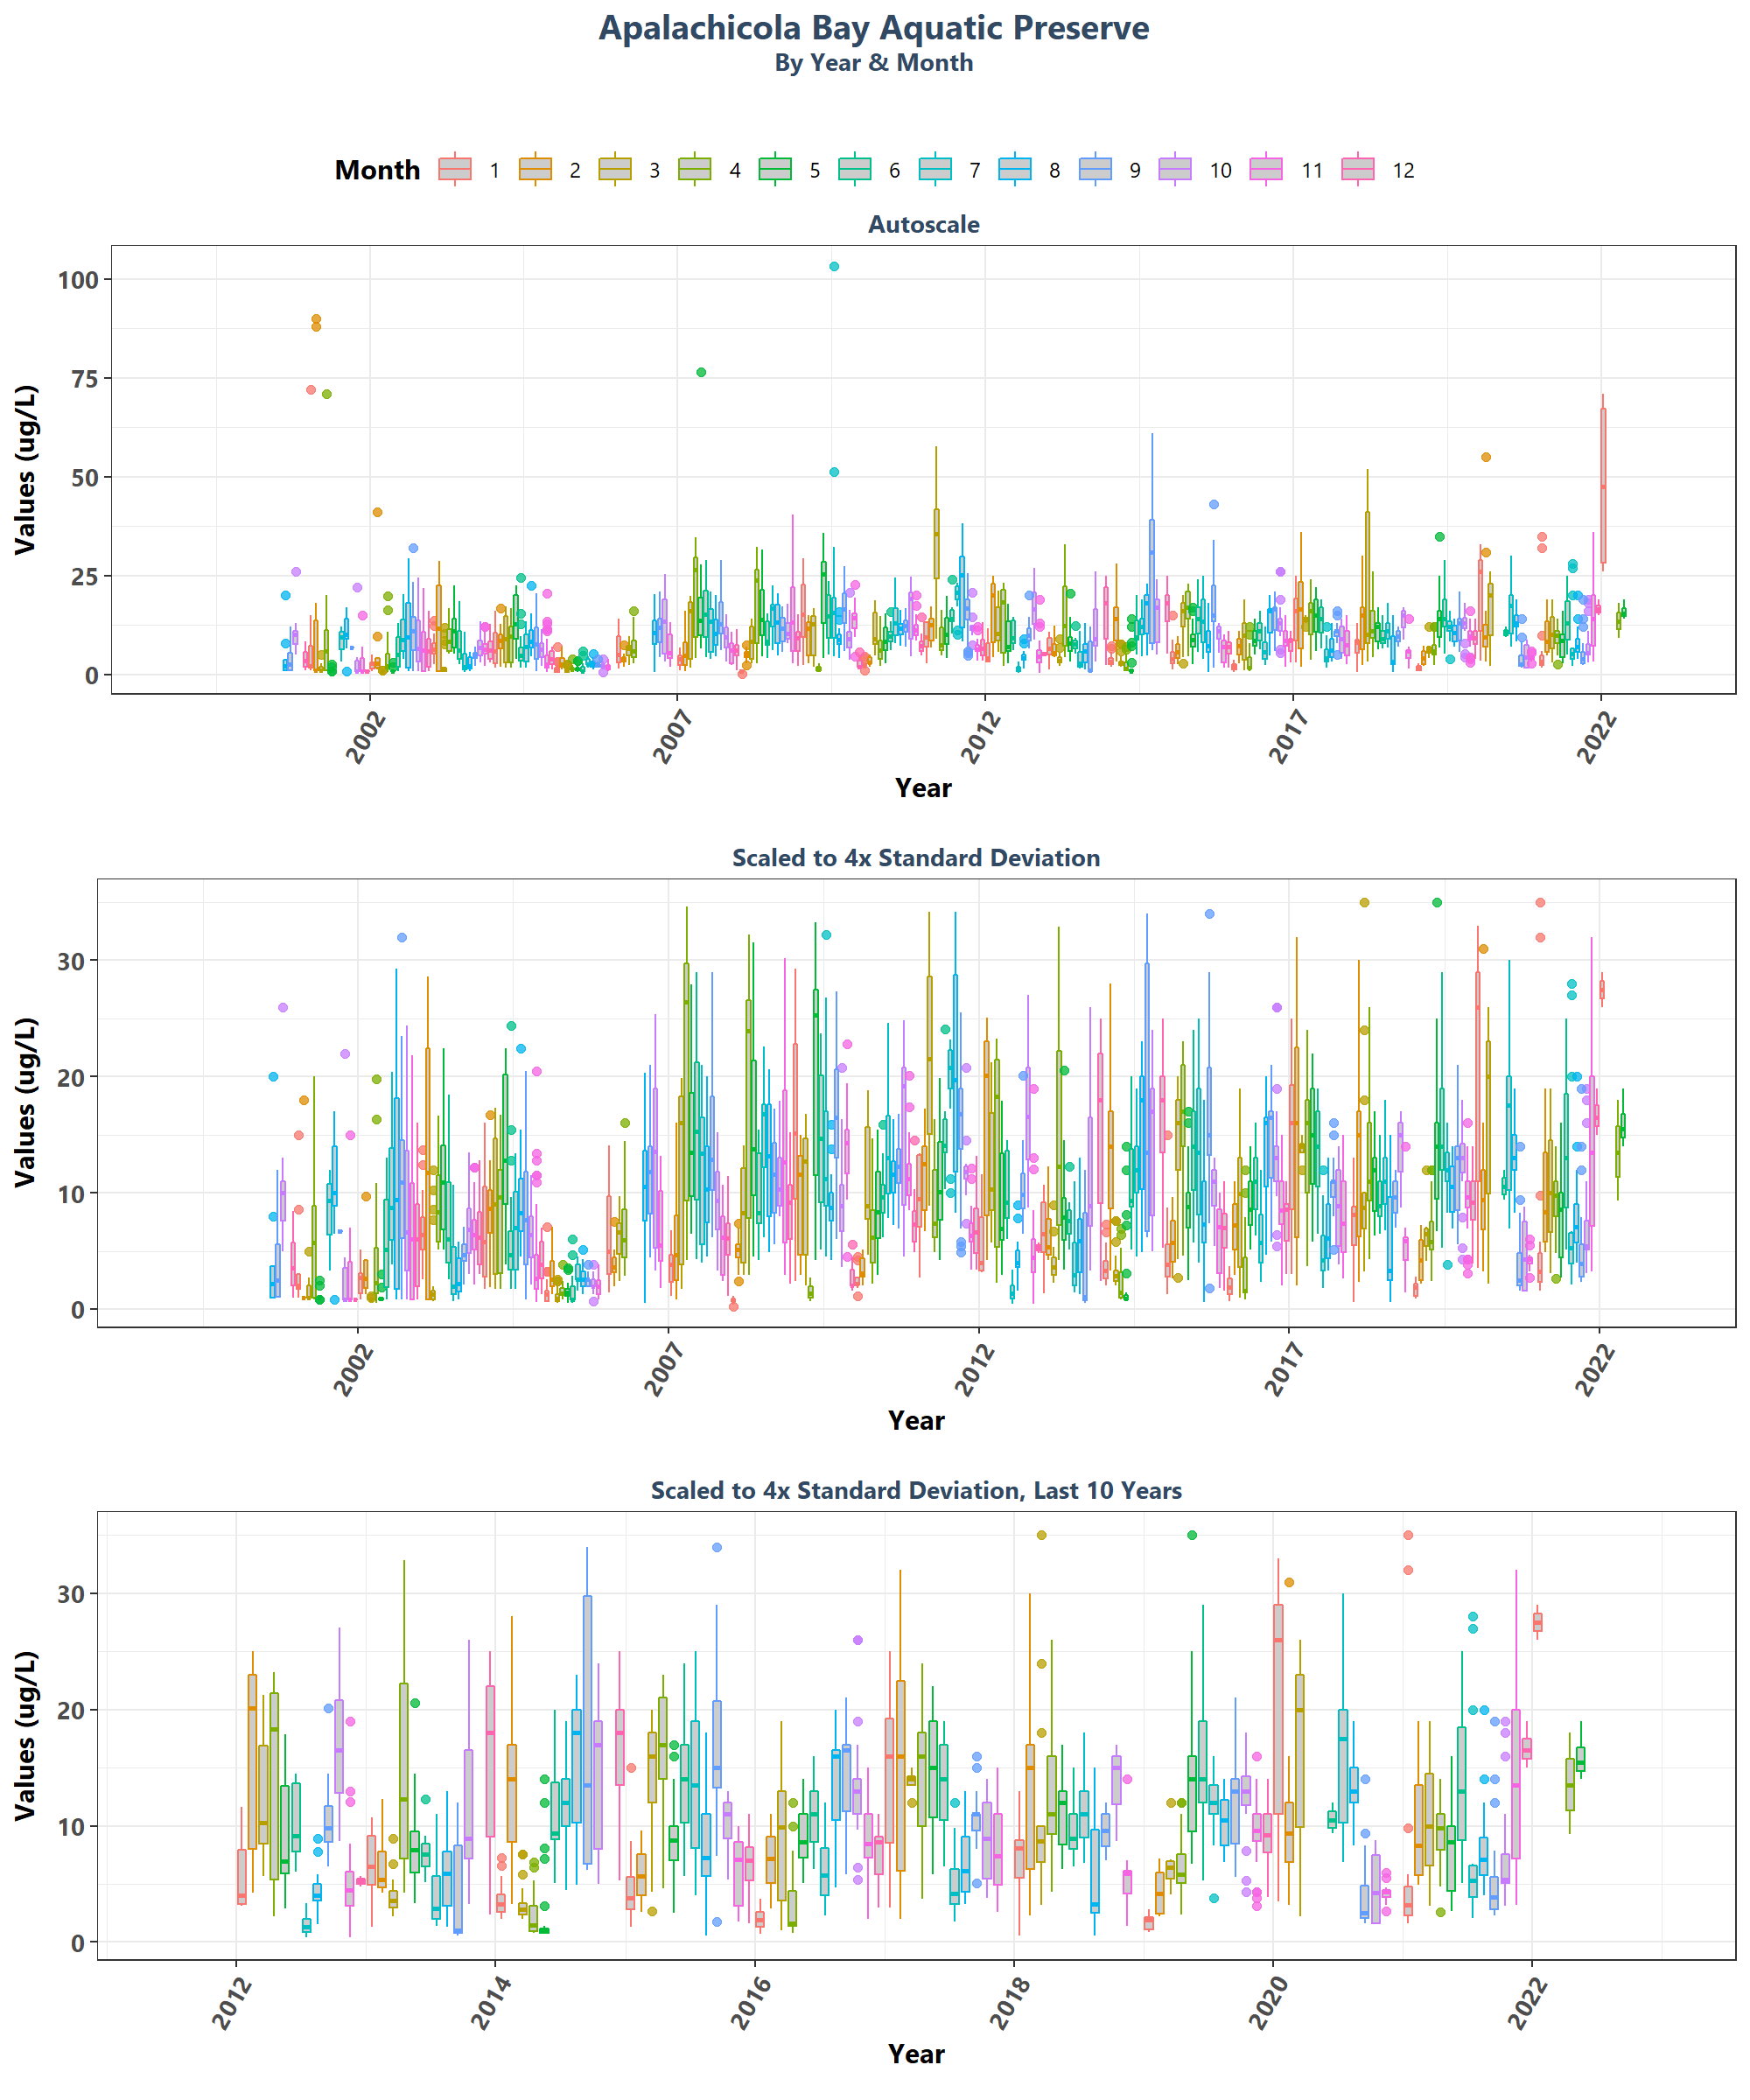 Apalachicola Bay Aquatic Preserve
By Year & Month
Month 1 2 3 4 5 6 7 8 9 10 11 12
Autoscale
Values (ug/L)
100
75
50
25
0
2002 2007 2012 2017 2022
Year
Scaled to 4x Standard Deviation
Values (ug/L)
30
20
10
0
2002 2007 2012 2017 2022
Year
Scaled to 4x Standard Deviation, Last 10 Years
Values (ug/L)
30
20
10
0
2012 2014 2016 2018 2020 2022
Year